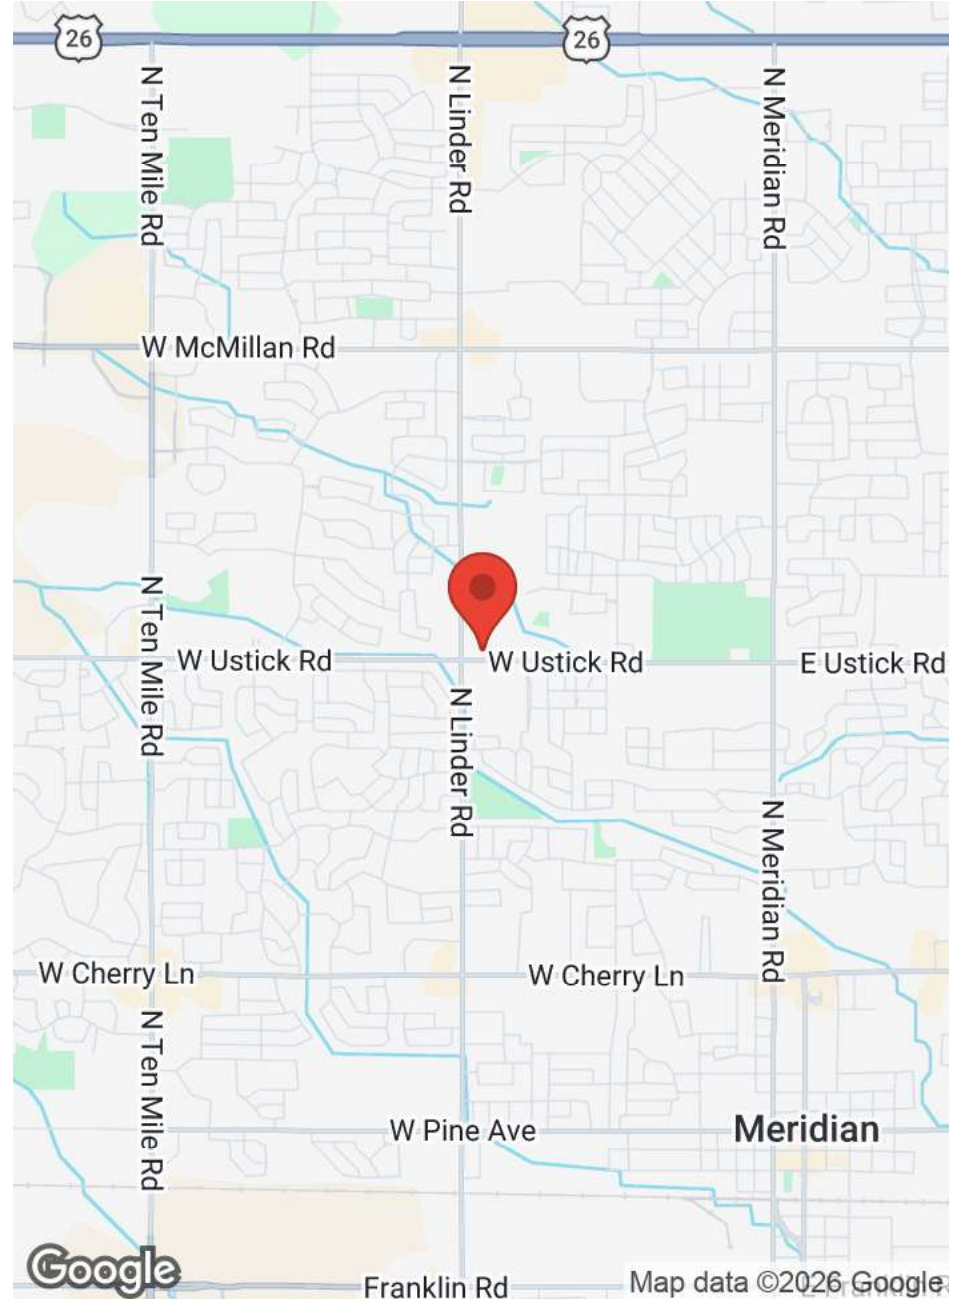 26
26
N Ten Mile Rd
N Linder Rd
N Meridian Rd
W McMillan Rd
N Ten Mile Rd
W Ustick Rd
W Ustick Rd
E Ustick Rd
N Linder Rd
N Meridian Rd
W Cherry Ln
W Cherry Ln
N Ten Mile Rd
W Pine Ave
Meridian
Google
Franklin Rd
Map data ©2026 Google